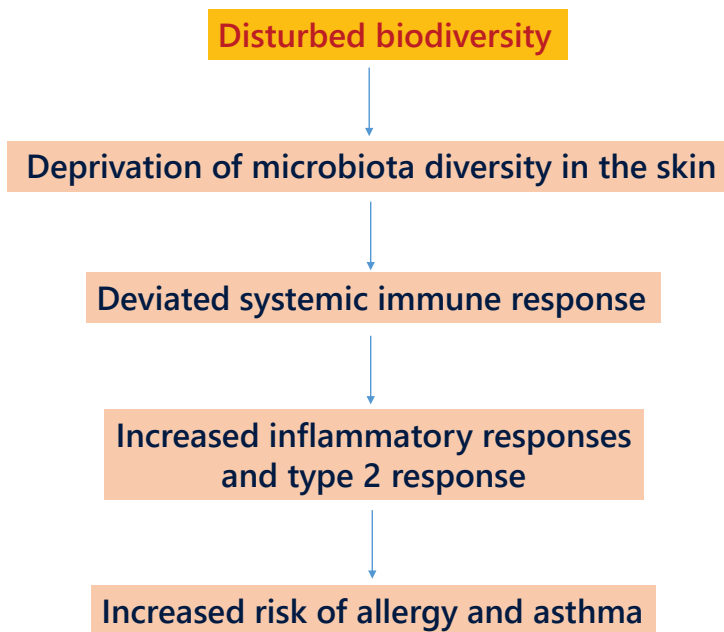 Disturbed biodiversity
Deprivation of microbiota diversity in the skin
Deviated systemic immune response
Increased inflammatory responses
and type 2 response
Increased risk of allergy and asthma